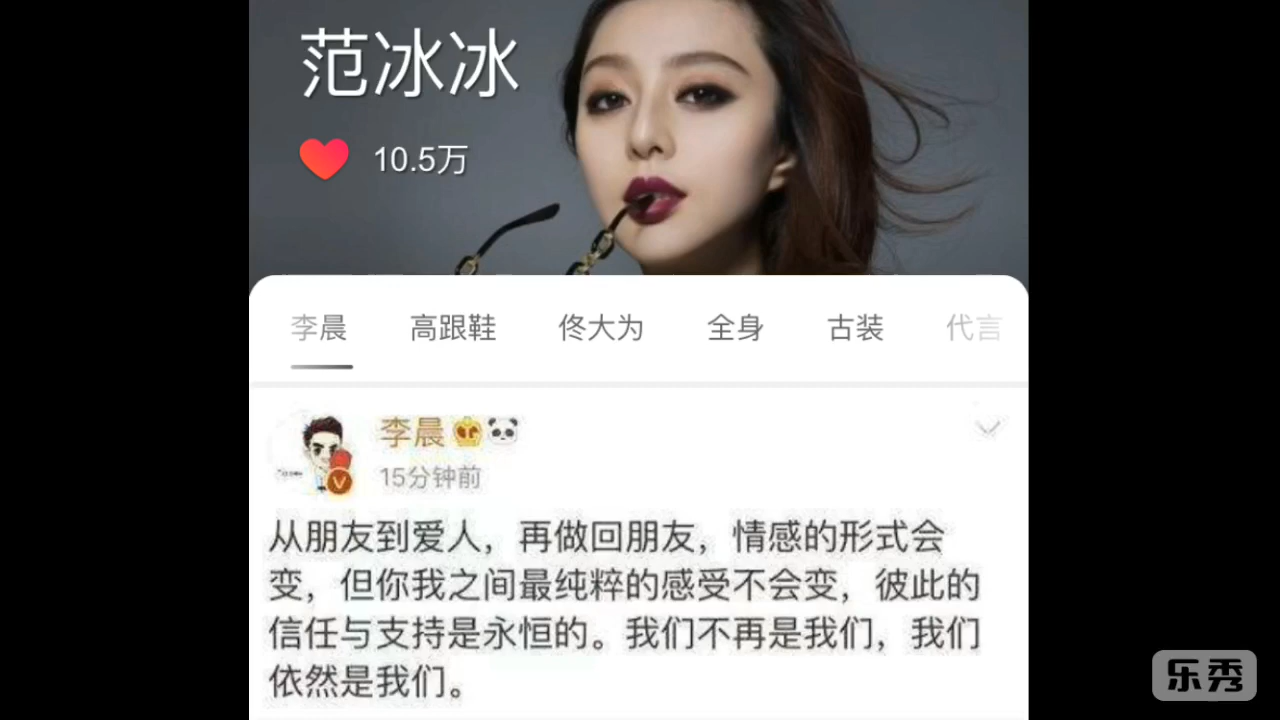 范冰冰
10.5万
李晨 高跟鞋 佟大为 全身 古装 代言
李晨
15分钟前
从朋友到爱人，再做回朋友，情感的形式会
变，但你我之间最纯粹的感受不会变，彼此的
信任与支持是永恒的。我们不再是我们，我们
依然是我们。
乐秀